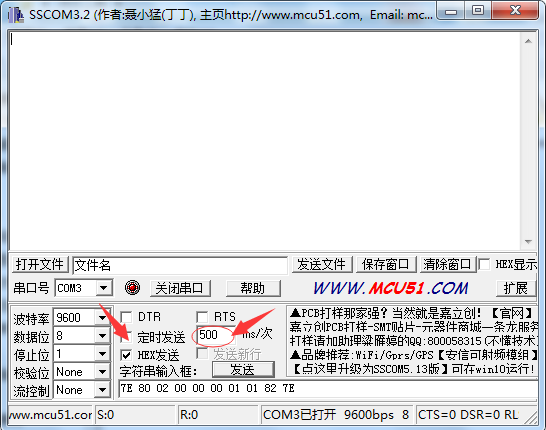 SSCOM3.2 (作者:聂小猛(丁丁), 主页http://www.mcu51.com, Email: mc...
打开文件 文件名 发送文件 保存窗口 清除窗口 HEX显示
串口号 COM3 关闭串口 帮助 WWW.MCU51.COM 扩展
波特率 9600 DTR RTS
数据位 8 定时发送 500 ms/次
停止位 1 HEX发送 发送新行
校验位 None 字符串输入框: 发送
流控制 None 7E 80 02 00 00 00 01 01 82 7E
▲PCB打样那家强?当然就是嘉立创!【官网】
嘉立创PCB打样-SMT贴片-元器件商城一条龙服务
打样请加助理梁雁婷的QQ:800058315(不懂技术)
▲品牌推荐:WiFi/Gprs/GPS【安信可射频模组】
【点这里升级为SSCOM5.13版】可在win10运行!
www.mcu51.com S:0 R:0 COM3已打开 9600bps 8 CTS=0 DSR=0 RL